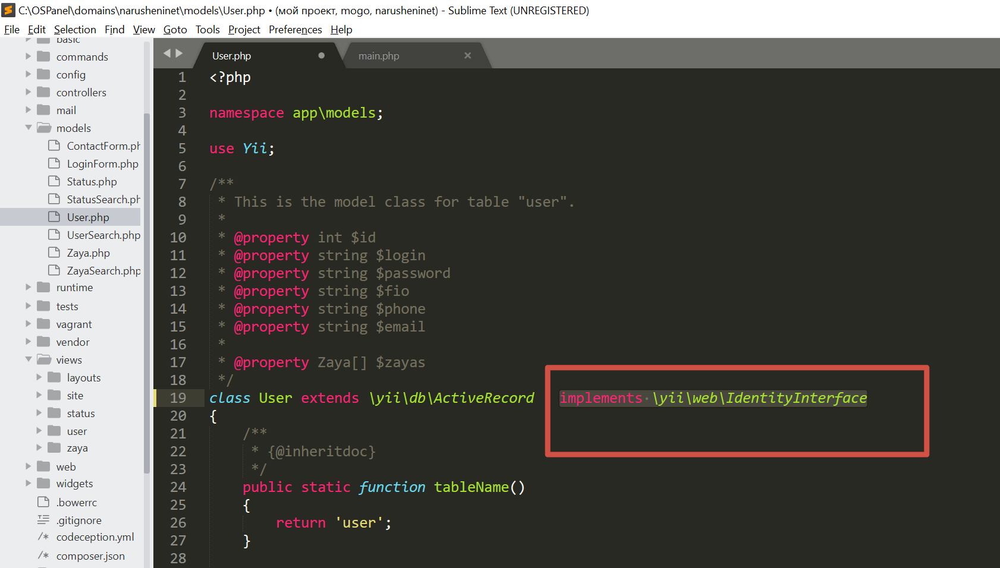 C:\OSPanel\domains\narusheninet\models\User.php • (мой проект, mogo, narusheninet) - Sublime Text (UNREGISTERED)
File Edit Selection Find View Goto Tools Project Preferences Help
basic
commands
config
controllers
mail
models
ContactForm.ph
LoginForm.php
Status.php
StatusSearch.ph
User.php
UserSearch.php
Zaya.php
ZayaSearch.php
runtime
tests
vagrant
vendor
views
layouts
site
status
user
zaya
web
widgets
.bowerrc
.gitignore
/* codeception.yml
/* composer.json
User.php main.php
1 <?php
2
3 namespace app\models;
4
5 use Yii;
6
7 /**
8 * This is the model class for table "user".
9 *
10 * @property int $id
11 * @property string $login
12 * @property string $password
13 * @property string $fio
14 * @property string $phone
15 * @property string $email
16 *
17 * @property Zaya[] $zayas
18 */
19 class User extends \yii\db\ActiveRecord implements \yii\web\IdentityInterface
20 {
21 /**
22 * {@inheritdoc}
23 */
24 public static function tableName()
25 {
26 return 'user';
27 }
28